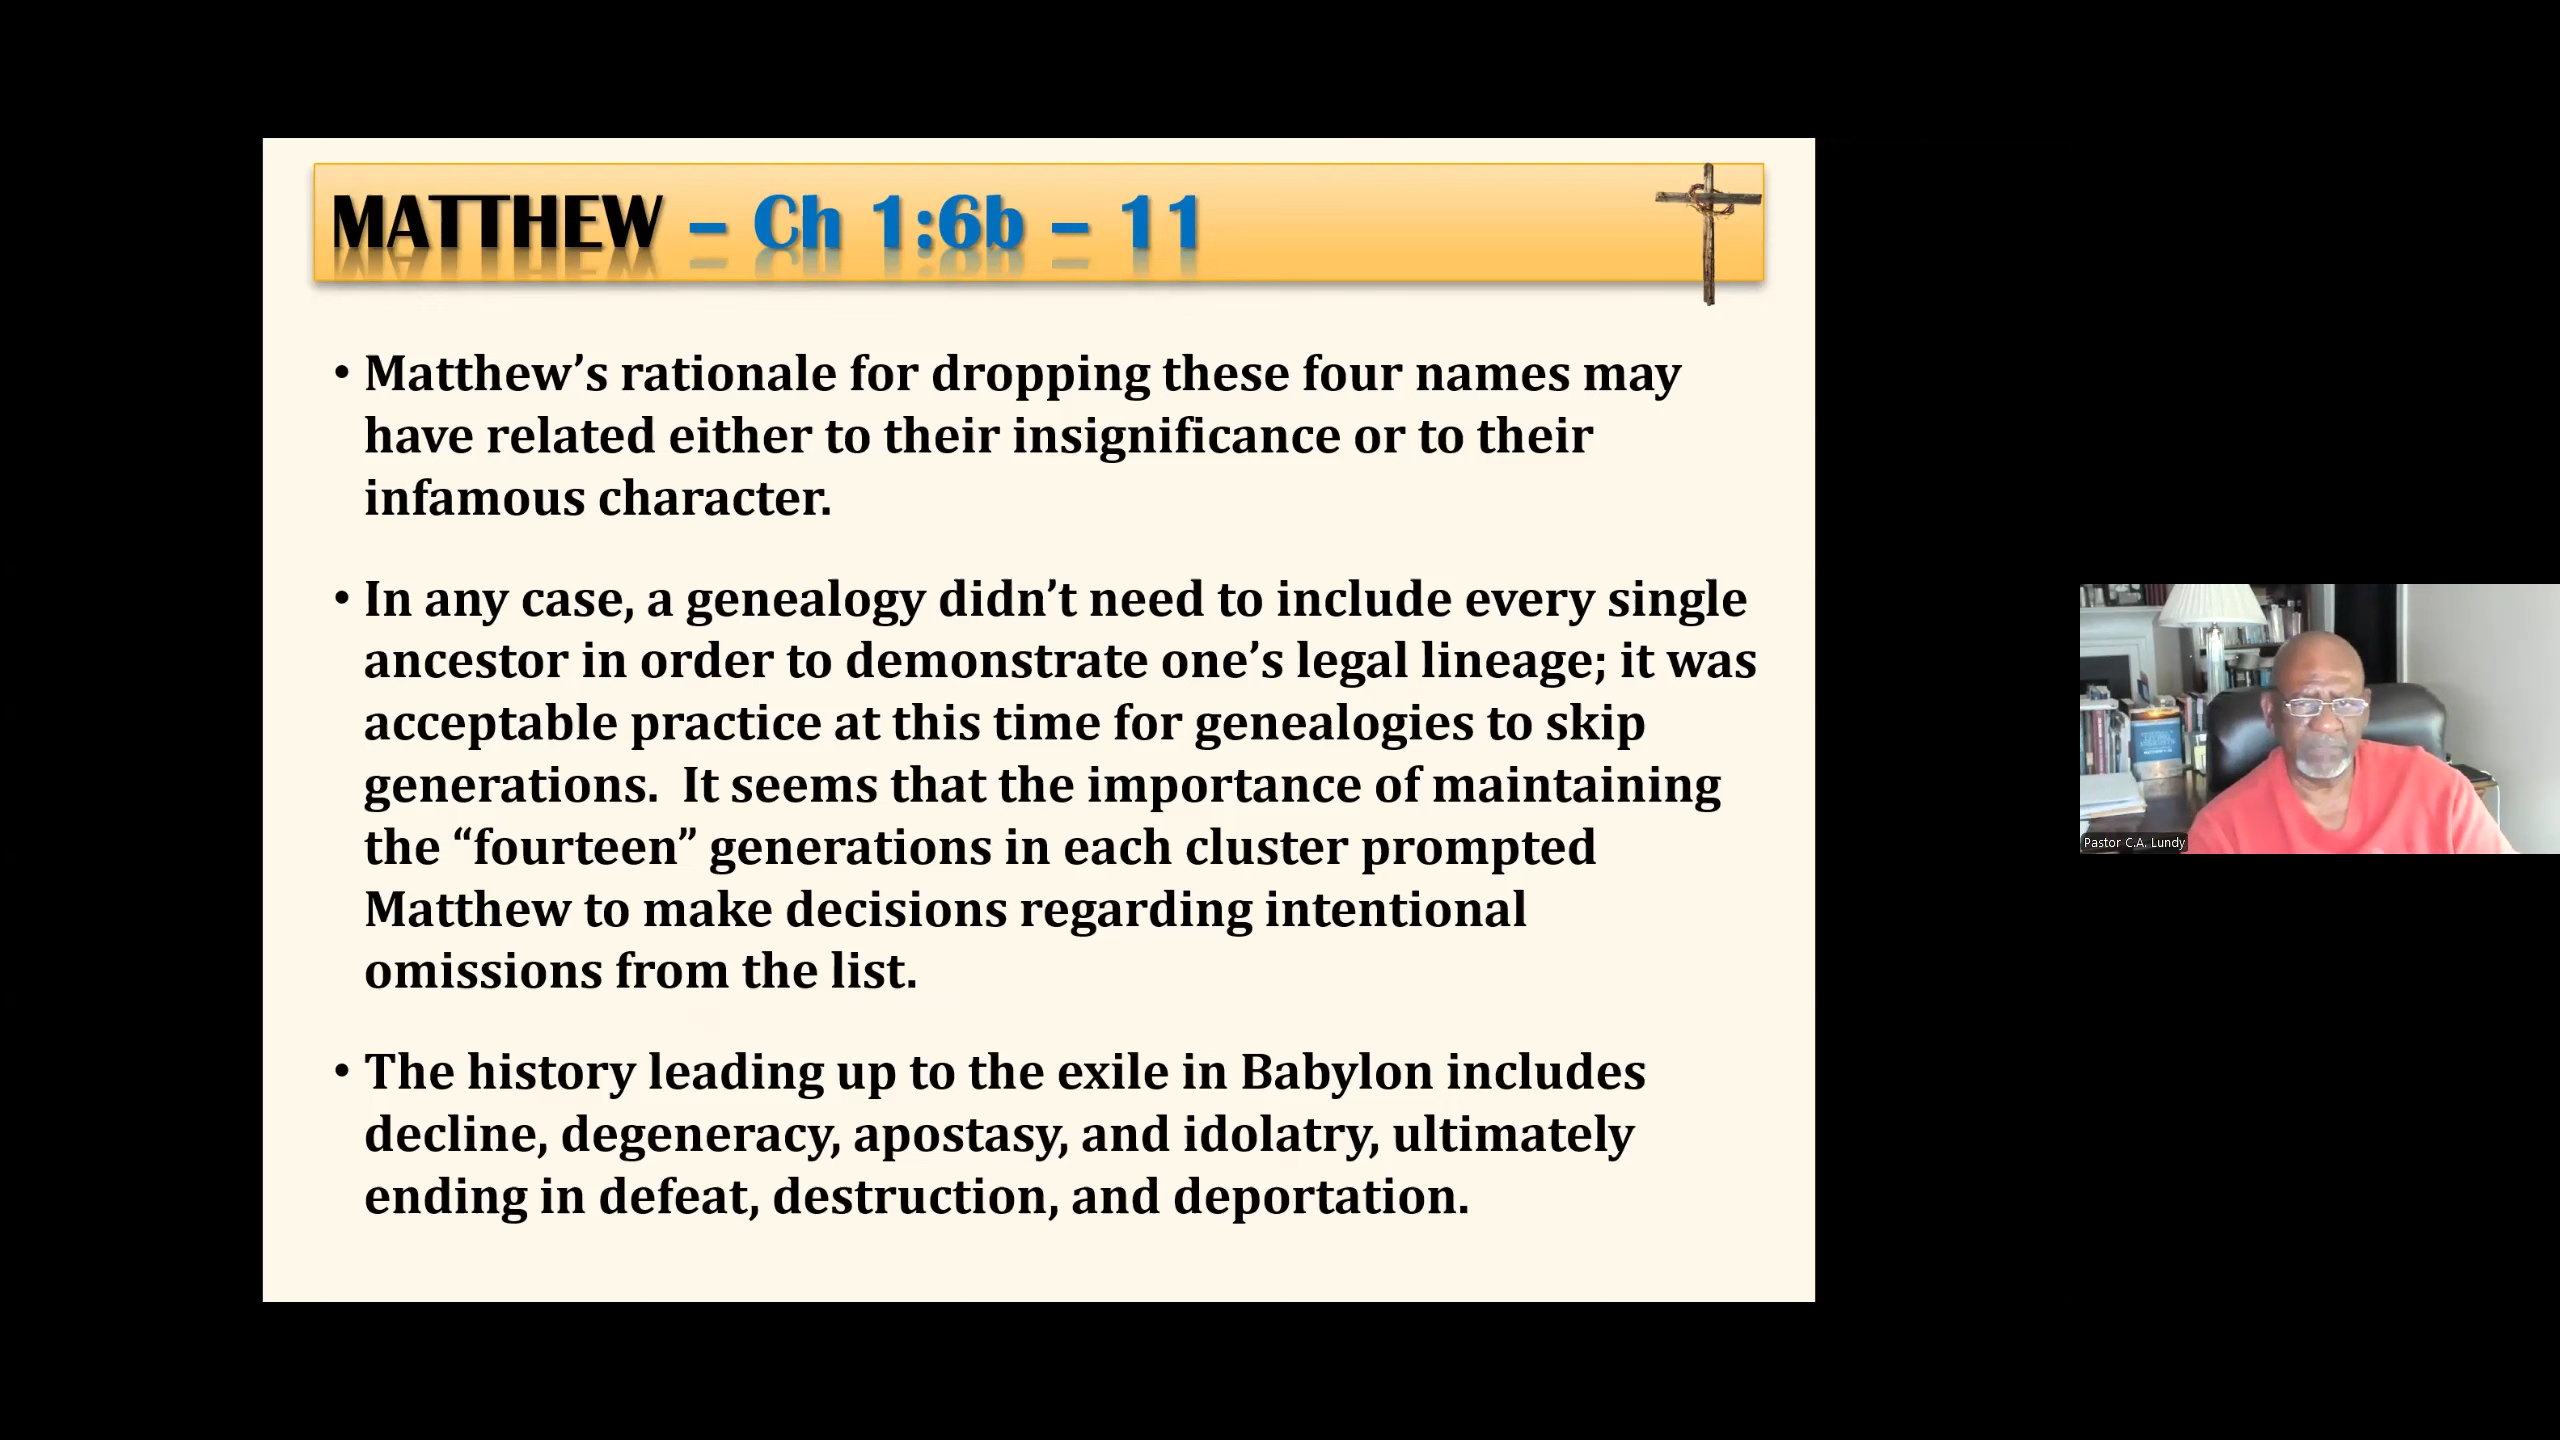 MATTHEW – Ch 1:6b – 11
• Matthew’s rationale for dropping these four names may
have related either to their insignificance or to their
infamous character.
• In any case, a genealogy didn’t need to include every single
ancestor in order to demonstrate one’s legal lineage; it was
acceptable practice at this time for genealogies to skip
generations.  It seems that the importance of maintaining
the “fourteen” generations in each cluster prompted
Matthew to make decisions regarding intentional
omissions from the list.
• The history leading up to the exile in Babylon includes
decline, degeneracy, apostasy, and idolatry, ultimately
ending in defeat, destruction, and deportation.
Pastor C.A. Lundy